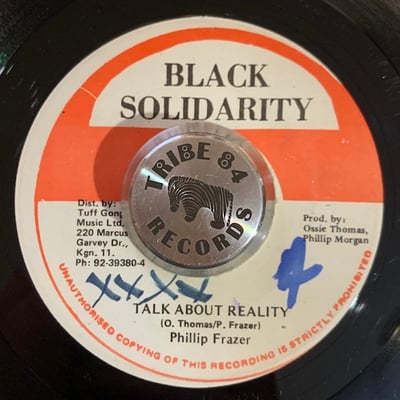 BLACK
SOLIDARITY
TRIBE 84
RECORDS
Dist. by:
Tuff Gong
Music Ltd,
220 Marcus
Garvey Dr.,
Kgn. 11.
Ph: 92-39380-4
Prod. by:
Ossie Thomas,
Phillip Morgan
XXXX
4
TALK ABOUT REALITY
(O. Thomas/P. Frazer)
Phillip Frazer
UNAUTHORISED COPYING OF THIS RECORDING IS STRICTLY PROHIBITED